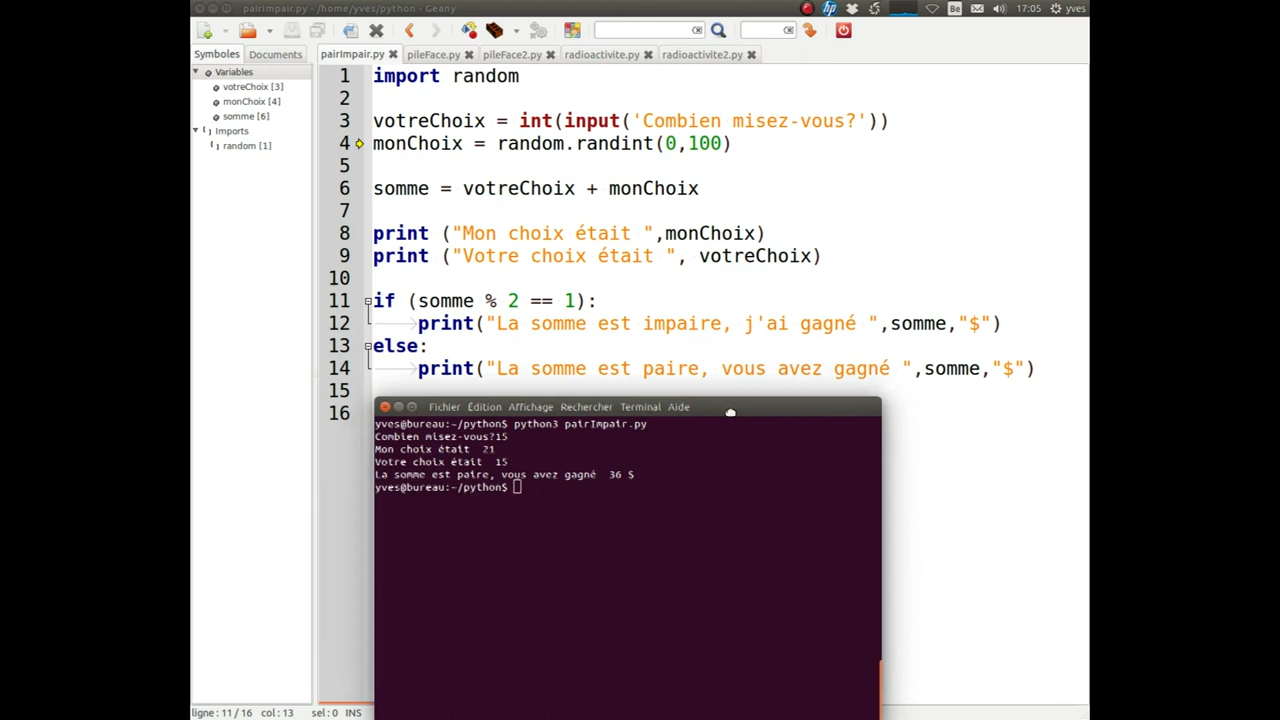 pairImpair.py - /home/yves/python - Geany
Be 17:05 yves
Symboles Documents
pairImpair.py pileFace.py pileFace2.py radioactivite.py radioactivite2.py
Variables
votreChoix [3]
monChoix [4]
somme [6]
Imports
random [1]
1 import random
2
3 votreChoix = int(input('Combien misez-vous?'))
4 monChoix = random.randint(0,100)
5
6 somme = votreChoix + monChoix
7
8 print ("Mon choix était ",monChoix)
9 print ("Votre choix était ", votreChoix)
10
11 if (somme % 2 == 1):
12 print("La somme est impaire, j'ai gagné ",somme,"$")
13 else:
14 print("La somme est paire, vous avez gagné ",somme,"$")
15
16
Fichier Édition Affichage Rechercher Terminal Aide
yves@bureau:~/python$ python3 pairImpair.py
Combien misez-vous?15
Mon choix était 21
Votre choix était 15
La somme est paire, vous avez gagné 36 $
yves@bureau:~/python$
ligne : 11 / 16 col : 13 sel : 0 INS